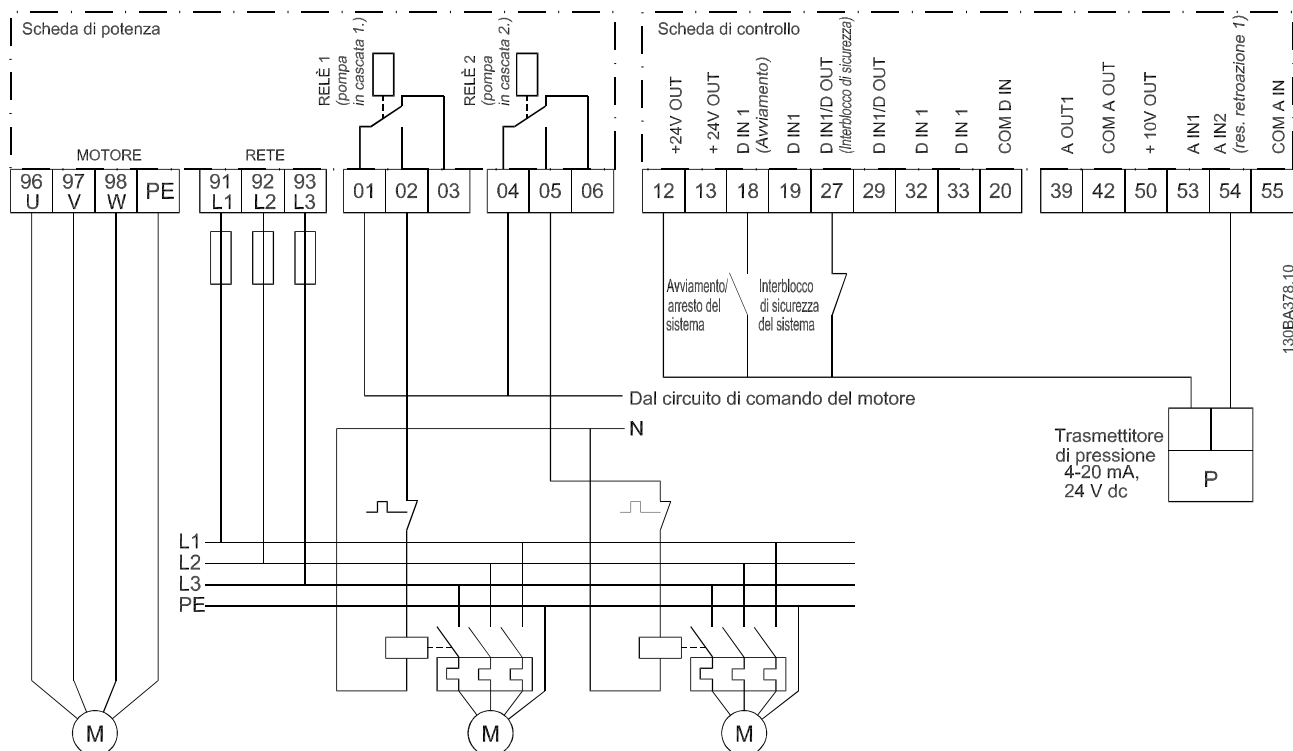 Scheda di potenza
RELÈ 1
(pompa
in cascata 1.)
RELÈ 2
(pompa
in cascata 2.)
MOTORE
RETE
96
U
97
V
98
W
PE
91
L1
92
L2
93
L3
01
02
03
04
05
06
Scheda di controllo
+24V OUT
+ 24V OUT
D IN 1
(Avviamento)
D IN1
D IN1/D OUT
(Interblocco di sicurezza)
D IN1/D OUT
D IN 1
D IN 1
COM D IN
A OUT1
COM A OUT
+ 10V OUT
A IN1
A IN2
(res. retroazione 1)
COM A IN
12
13
18
19
27
29
32
33
20
39
42
50
53
54
55
130BA378.10
Avviamento/
arresto del
sistema
Interblocco
di sicurezza
del sistema
Dal circuito di comando del motore
N
Trasmettitore
di pressione
4-20 mA,
24 V dc
P
L1
L2
L3
PE
M
M
M